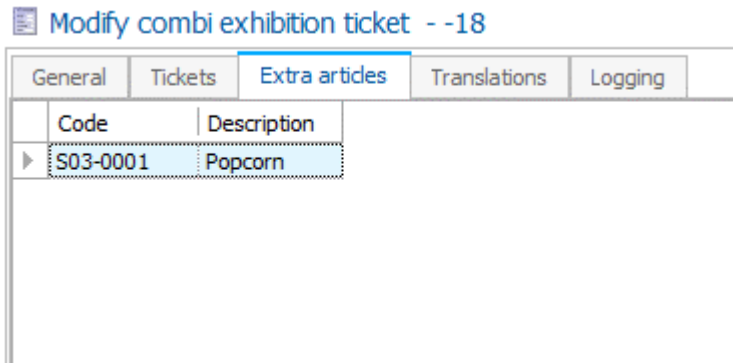 Modify combi exhibition ticket - -18
General Tickets Extra articles Translations Logging
Code Description
S03-0001 Popcorn